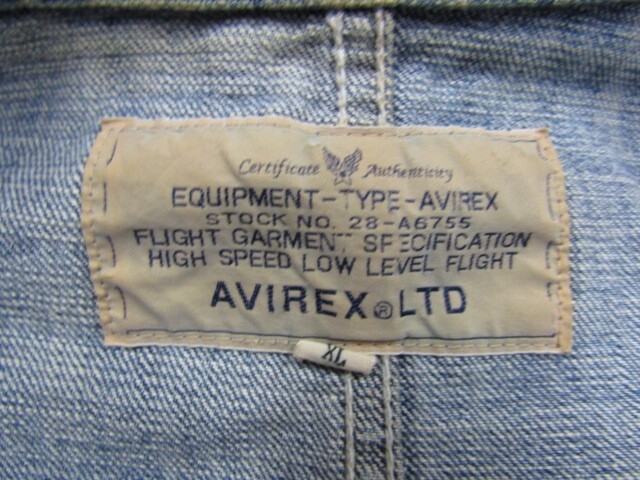 Certificate Authenticity
EQUIPMENT-TYPE-AVIREX
STOCK NO. 28-A6755
FLIGHT GARMENT SPECIFICATION
HIGH SPEED LOW LEVEL FLIGHT
AVIREX® LTD
XL